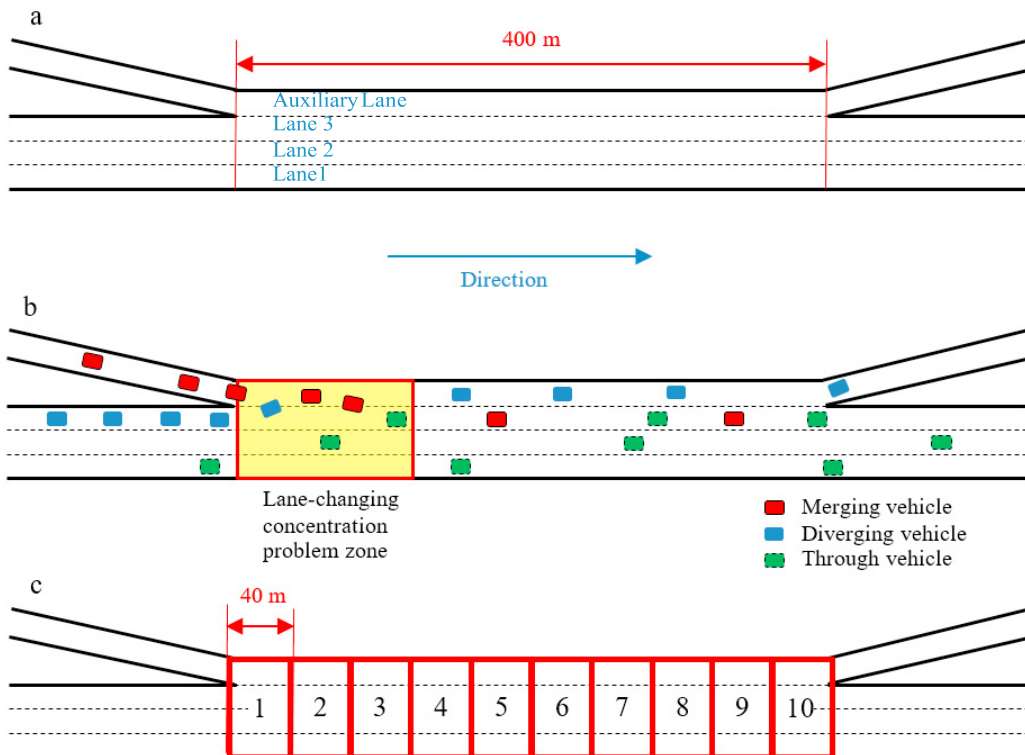 a
400 m
Auxiliary Lane
Lane 3
Lane 2
Lane1
Direction
b
Lane-changing
concentration
problem zone
Merging vehicle
Diverging vehicle
Through vehicle
c
40 m
1 2 3 4 5 6 7 8 9 10